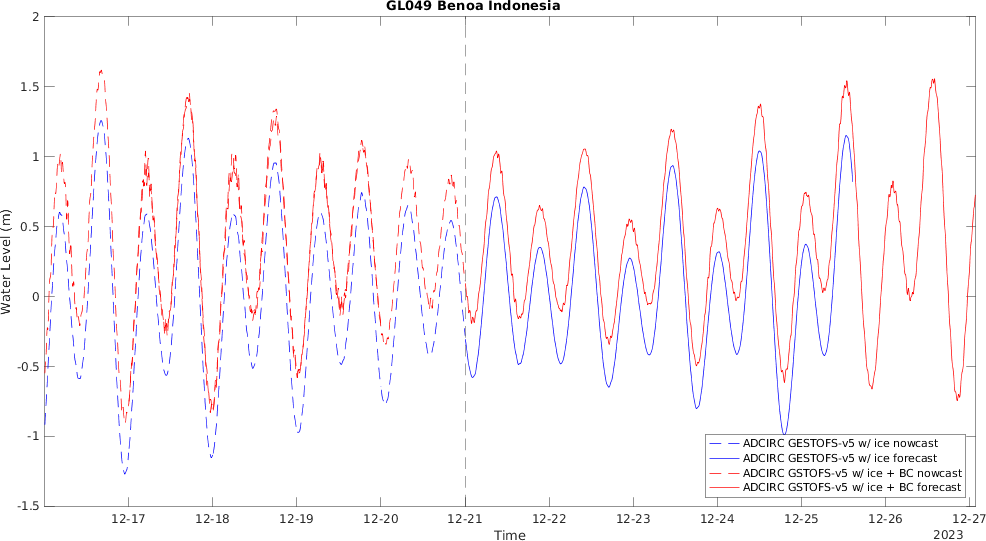 GL049 Benoa Indonesia
Water Level (m)
2
1.5
1
0.5
0
-0.5
-1
-1.5
12-17 12-18 12-19 12-20 12-21 12-22 12-23 12-24 12-25 12-26 12-27
Time
2023
ADCIRC GESTOFS-v5 w/ ice nowcast
ADCIRC GESTOFS-v5 w/ ice forecast
ADCIRC GSTOFS-v5 w/ ice + BC nowcast
ADCIRC GSTOFS-v5 w/ ice + BC forecast